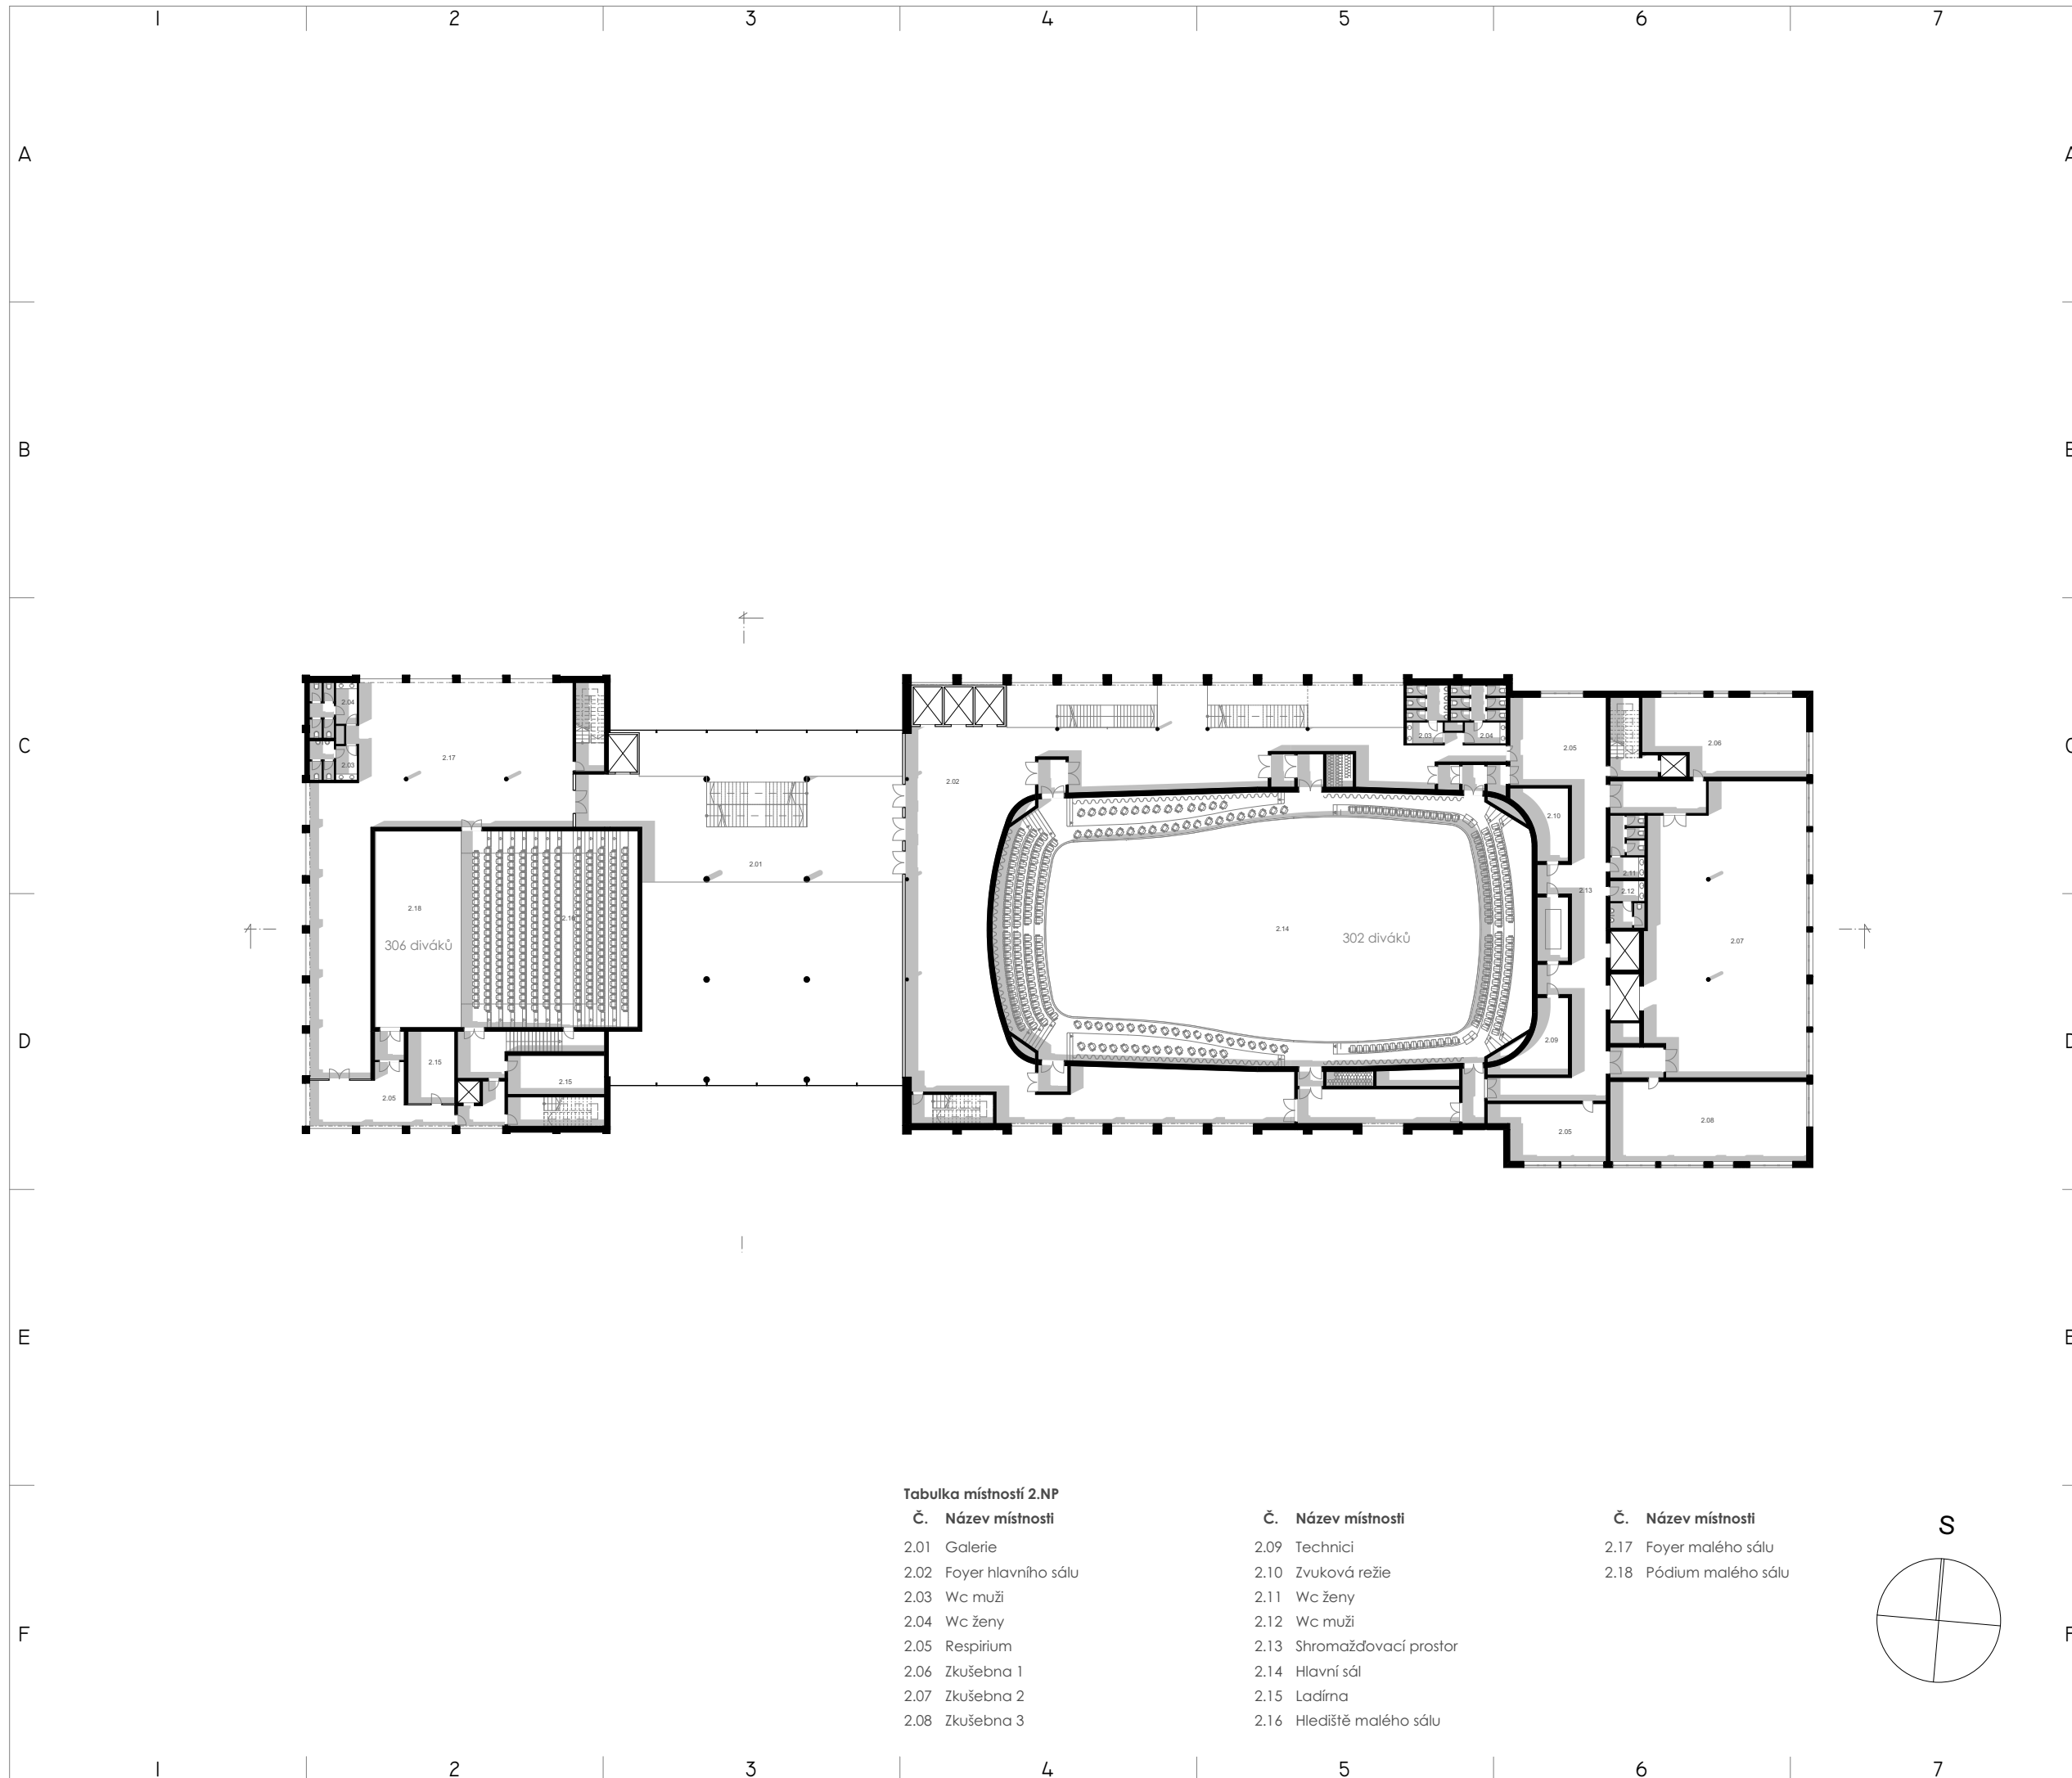 1 2 3 4 5 6 7
A A
B B
2.04
2.03
2.17
2.03 2.04
2.05
2.06
C C
2.02
2.10
2.01
2.11
2.12
2.13
2.18
2.16
306 diváků
2.14
302 diváků
2.07
D D
2.09
2.15
2.15
2.05
2.08
2.05
E E
Tabulka místností 2.NP
Č. Název místnosti
2.01 Galerie
2.02 Foyer hlavního sálu
2.03 Wc muži
2.04 Wc ženy
2.05 Respirium
2.06 Zkušebna 1
2.07 Zkušebna 2
2.08 Zkušebna 3
Č. Název místnosti
2.09 Technici
2.10 Zvuková režie
2.11 Wc ženy
2.12 Wc muži
2.13 Shromažďovací prostor
2.14 Hlavní sál
2.15 Ladírna
2.16 Hlediště malého sálu
Č. Název místnosti
2.17 Foyer malého sálu
2.18 Pódium malého sálu
S
F F
1 2 3 4 5 6 7